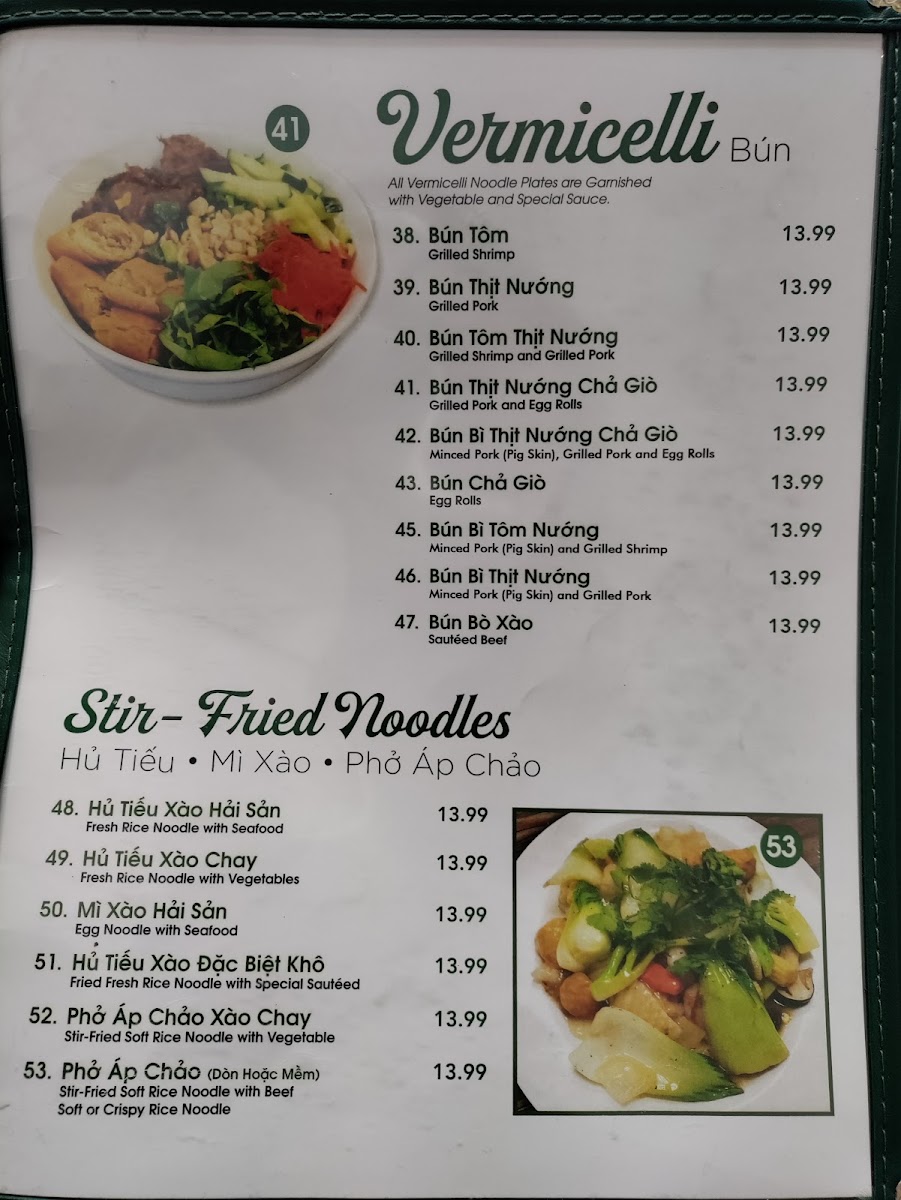 41
Vermicelli Bún
All Vermicelli Noodle Plates are Garnished
with Vegetable and Special Sauce.
38. Bún Tôm 13.99
Grilled Shrimp
39. Bún Thịt Nướng 13.99
Grilled Pork
40. Bún Tôm Thịt Nướng 13.99
Grilled Shrimp and Grilled Pork
41. Bún Thịt Nướng Chả Giò 13.99
Grilled Pork and Egg Rolls
42. Bún Bì Thịt Nướng Chả Giò 13.99
Minced Pork (Pig Skin), Grilled Pork and Egg Rolls
43. Bún Chả Giò 13.99
Egg Rolls
45. Bún Bì Tôm Nướng 13.99
Minced Pork (Pig Skin) and Grilled Shrimp
46. Bún Bì Thịt Nướng 13.99
Minced Pork (Pig Skin) and Grilled Pork
47. Bún Bò Xào 13.99
Sautéed Beef
Stir-Fried Noodles
Hủ Tiếu • Mì Xào • Phở Áp Chảo
48. Hủ Tiếu Xào Hải Sản 13.99
Fresh Rice Noodle with Seafood
49. Hủ Tiếu Xào Chay 13.99
Fresh Rice Noodle with Vegetables
50. Mì Xào Hải Sản 13.99
Egg Noodle with Seafood
51. Hủ Tiếu Xào Đặc Biệt Khô 13.99
Fried Fresh Rice Noodle with Special Sautéed
52. Phở Áp Chảo Xào Chay 13.99
Stir-Fried Soft Rice Noodle with Vegetable
53. Phở Áp Chảo (Dòn Hoặc Mềm) 13.99
Stir-Fried Soft Rice Noodle with Beef
Soft or Crispy Rice Noodle
53